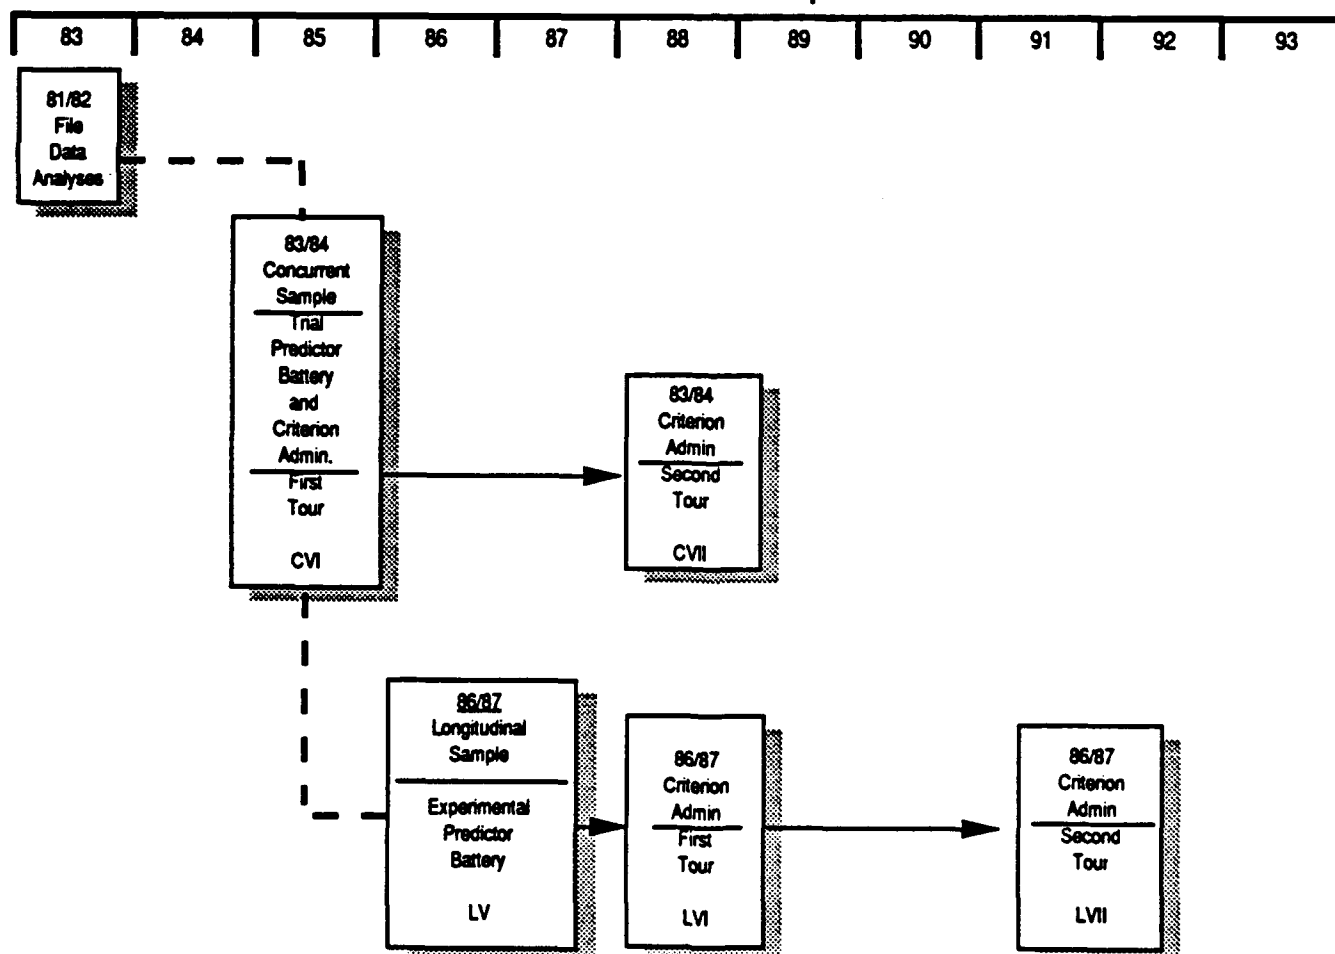 83 84 85 86 87 88 89 90 91 92 93
81/82
File
Data
Analyses
83/84
Concurrent
Sample
Trial
Predictor
Battery
and
Criterion
Admin.
First
Tour
CVI
83/84
Criterion
Admin
Second
Tour
CVII
86/87
Longitudinal
Sample
Experimental
Predictor
Battery
LV
86/87
Criterion
Admin
First
Tour
LVI
86/87
Criterion
Admin
Second
Tour
LVII